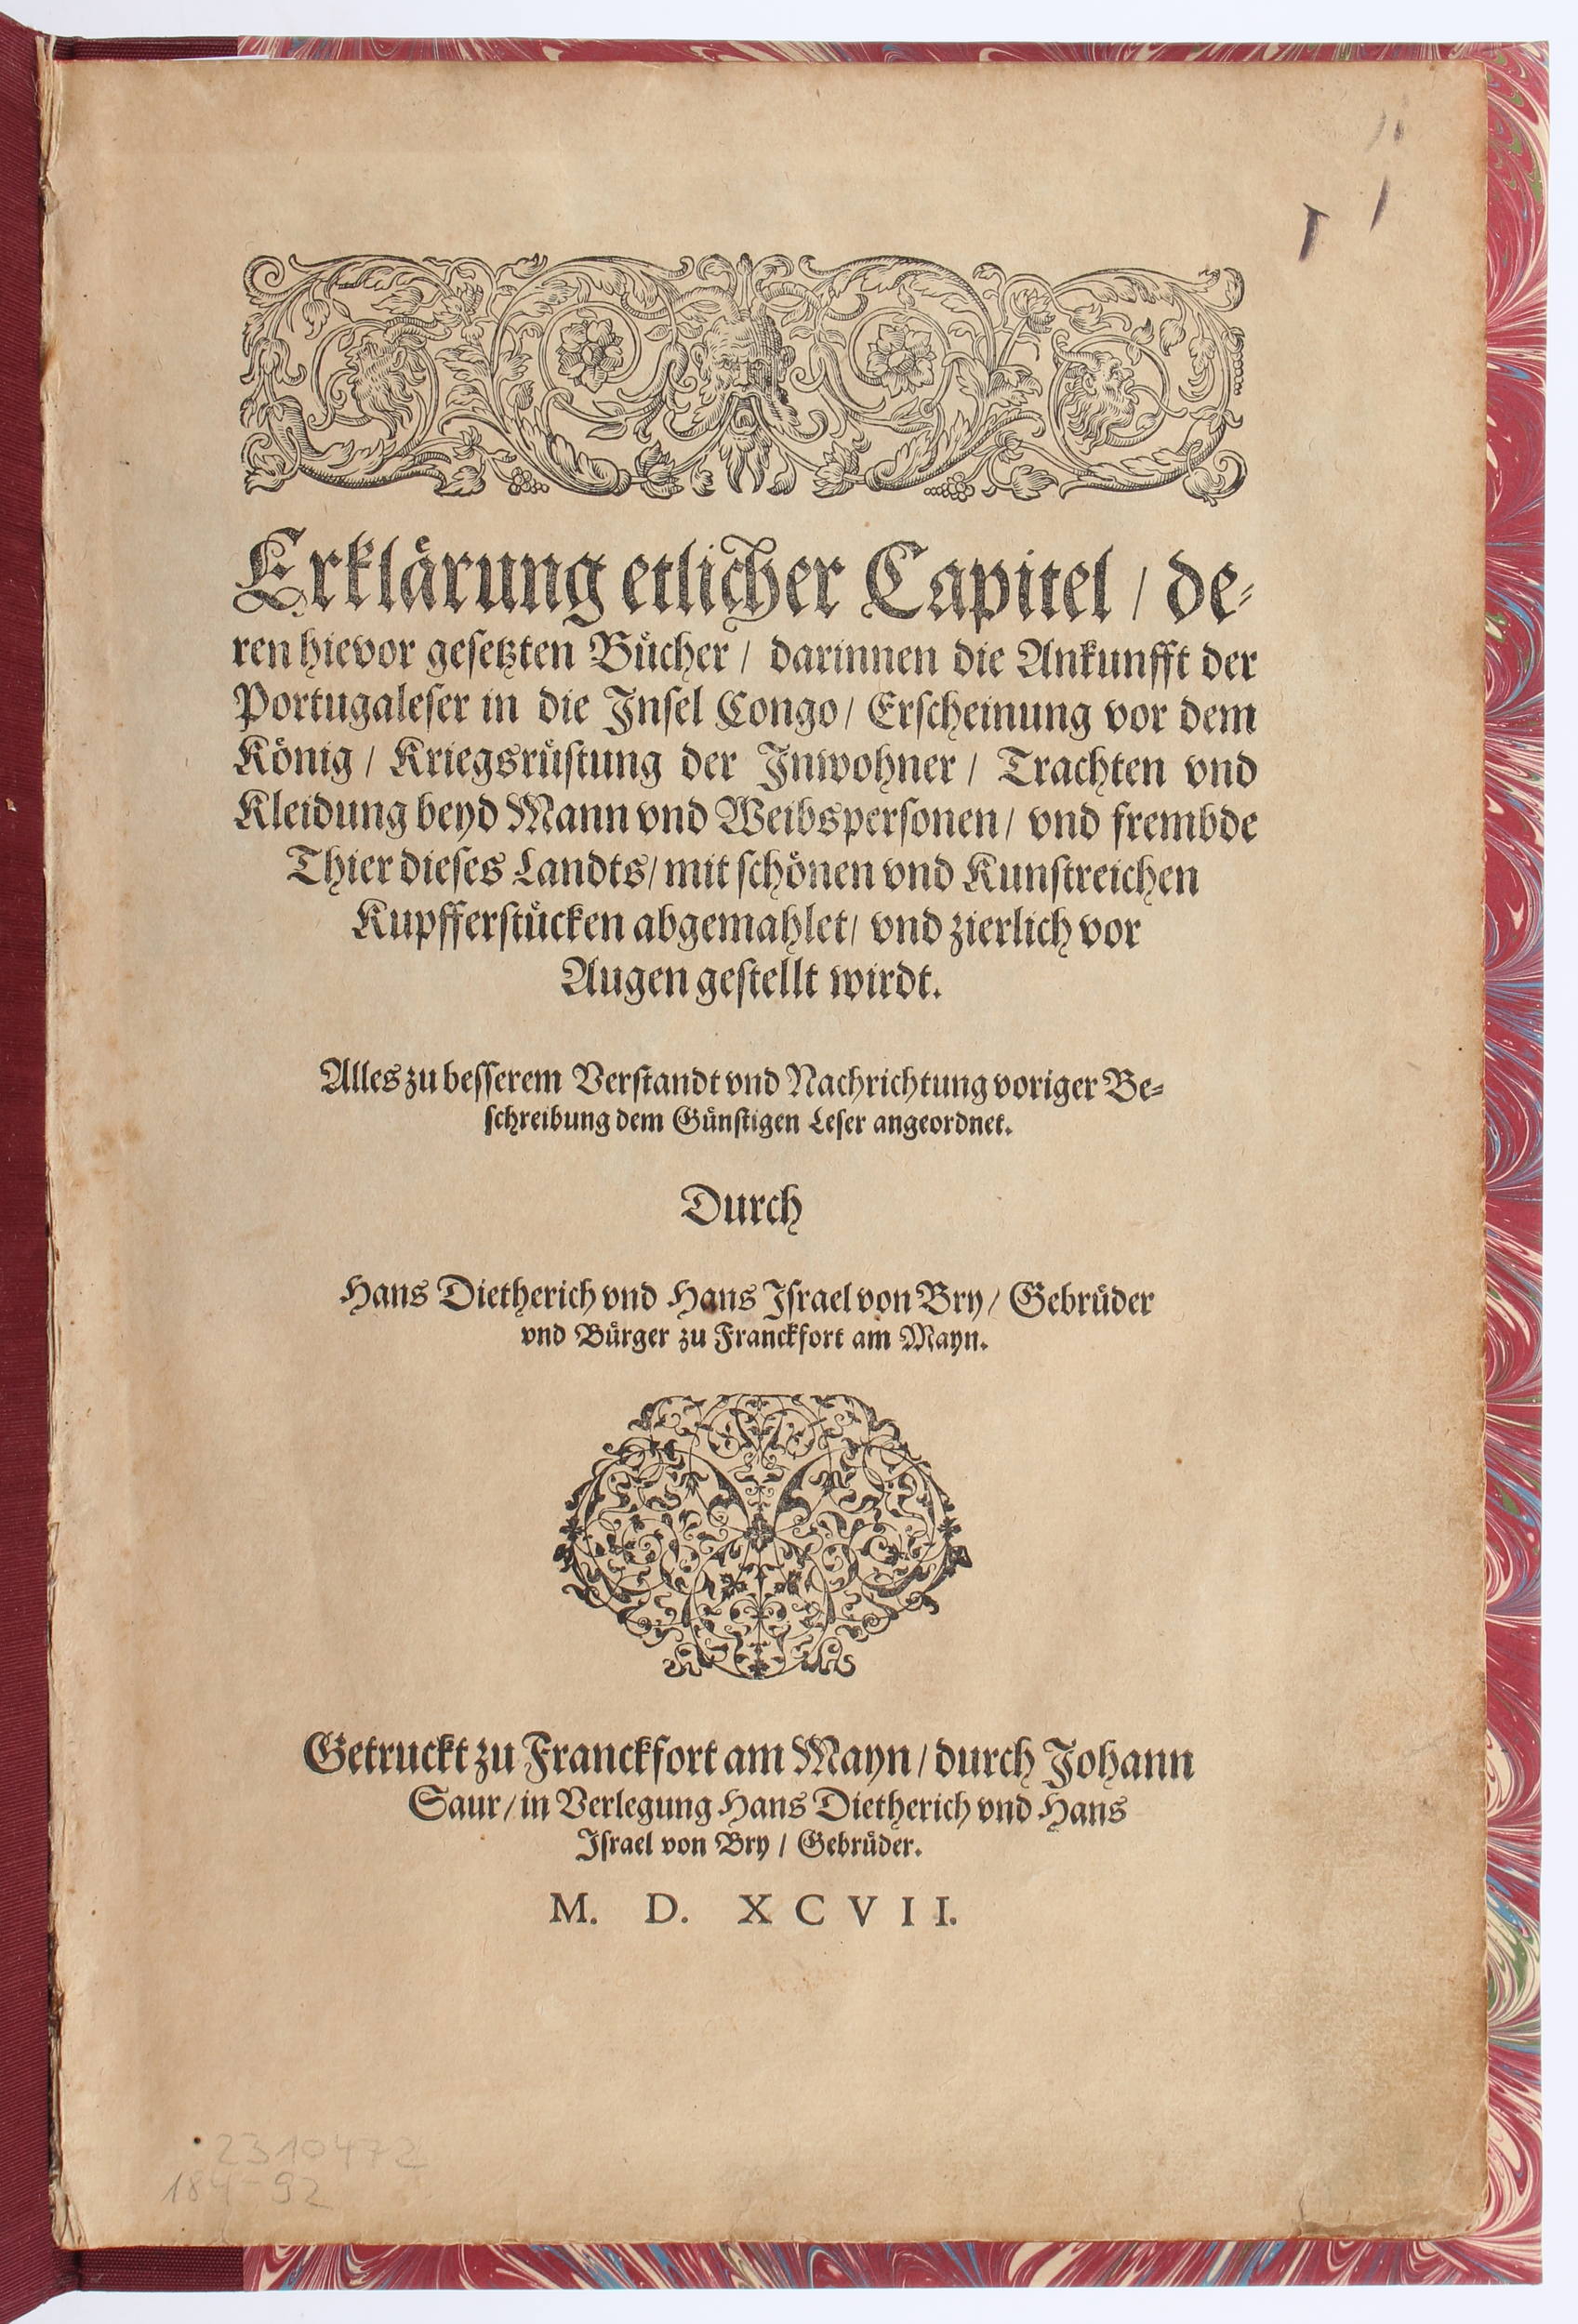 Erklärung etlicher Capitel / de-
ren hievor gesetzten Bücher / darinnen die Ankunfft der
Portugaleser in die Insel Congo / Erscheinung vor dem
König / Kriegsrüstung der Inwohner / Trachten vnd
Kleidung beyd Mann vnd Weibspersonen / vnd frembde
Thier dieses Landts / mit schönen vnd Kunstreichen
Kupfferstücken abgemahlet / vnd zierlich vor
Augen gestellt wirdt.
Alles zu besserem Verstandt vnd Nachrichtung voriger Be-
schreibung dem Günstigen Leser angeordnet.
Durch
Hans Dietherich vnd Hans Israel von Bry / Gebrüder
vnd Bürger zu Franckfort am Mayn.
Getruckt zu Franckfort am Mayn / durch Johann
Saur / in Verlegung Hans Dietherich vnd Hans
Israel von Bry / Gebrüder.
M. D. XCVII.
2310472
184-92